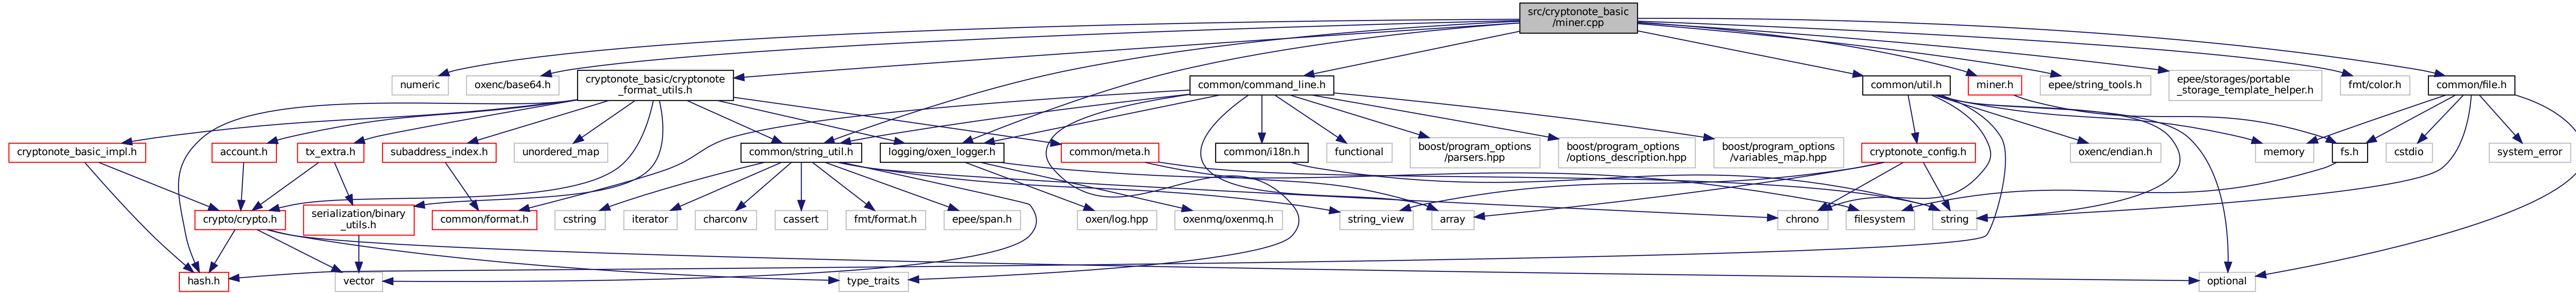 src/cryptonote_basic
/miner.cpp
numeric
oxenc/base64.h
cryptonote_basic/cryptonote
_format_utils.h
common/command_line.h
common/util.h
miner.h
epee/string_tools.h
epee/storages/portable
_storage_template_helper.h
fmt/color.h
common/file.h
cryptonote_basic_impl.h
account.h
tx_extra.h
subaddress_index.h
unordered_map
common/string_util.h
logging/oxen_logger.h
common/meta.h
common/i18n.h
functional
boost/program_options
/parsers.hpp
boost/program_options
/options_description.hpp
boost/program_options
/variables_map.hpp
cryptonote_config.h
oxenc/endian.h
memory
fs.h
cstdio
system_error
crypto/crypto.h
serialization/binary
_utils.h
common/format.h
cstring
iterator
charconv
cassert
fmt/format.h
epee/span.h
oxen/log.hpp
oxenmq/oxenmq.h
string_view
array
chrono
filesystem
string
hash.h
vector
type_traits
optional